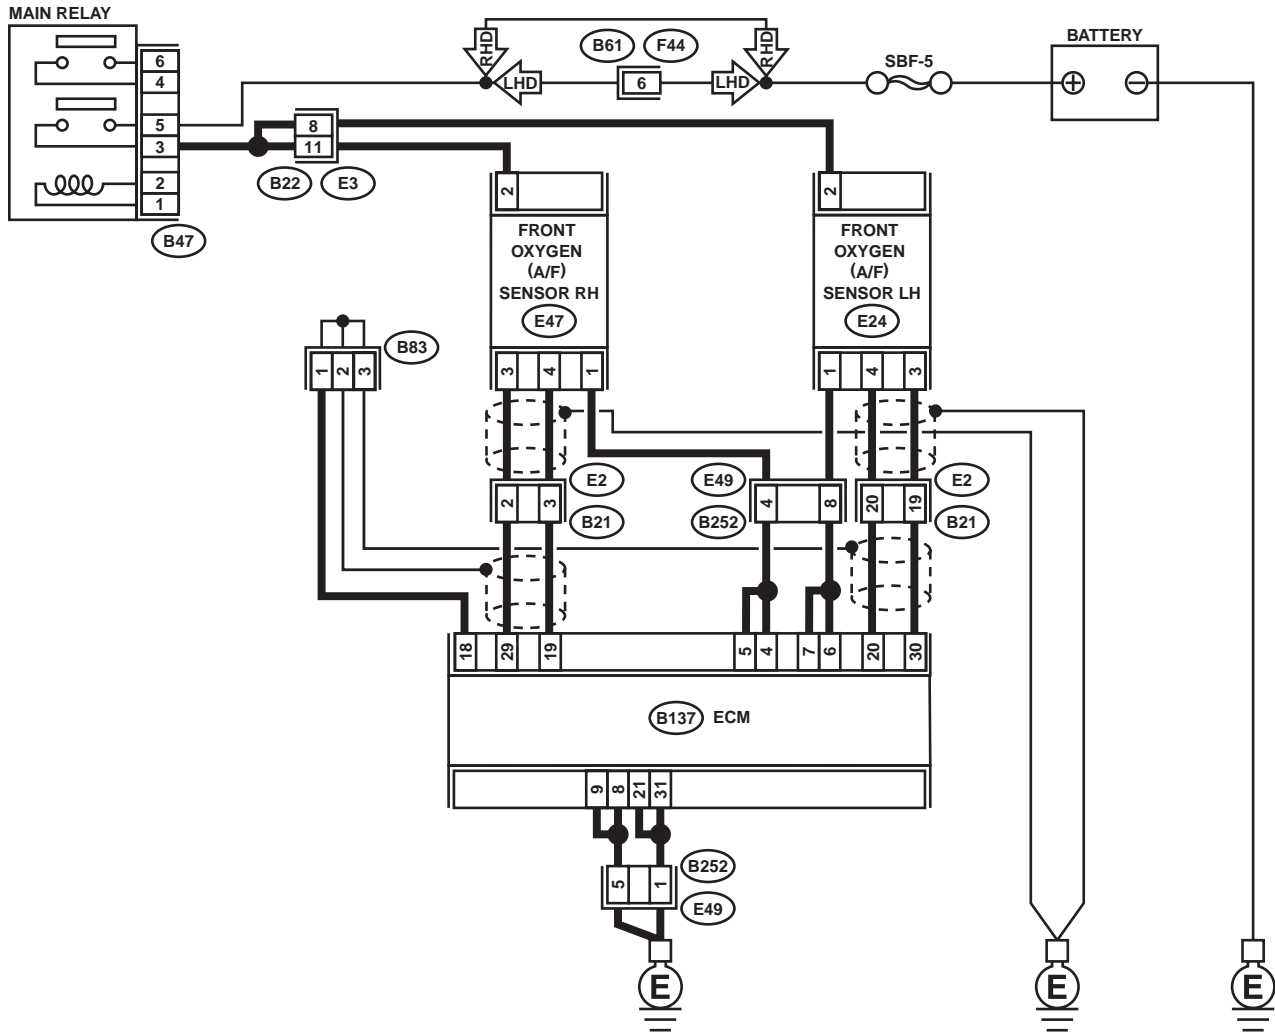 MAIN RELAY
6
4
5
3
2
1
B47
RHD
LHD
B61
F44
6
LHD
RHD
SBF-5
BATTERY
8
11
B22
E3
2
FRONT
OXYGEN
(A/F)
SENSOR RH
E47
3
4
1
2
FRONT
OXYGEN
(A/F)
SENSOR LH
E24
1
4
3
B83
1
2
3
E2
2
3
B21
E49
4
8
B252
E2
20
19
B21
18
29
19
5
4
7
6
20
30
B137 ECM
9
8
21
31
B252
5
1
E49
E
E
E